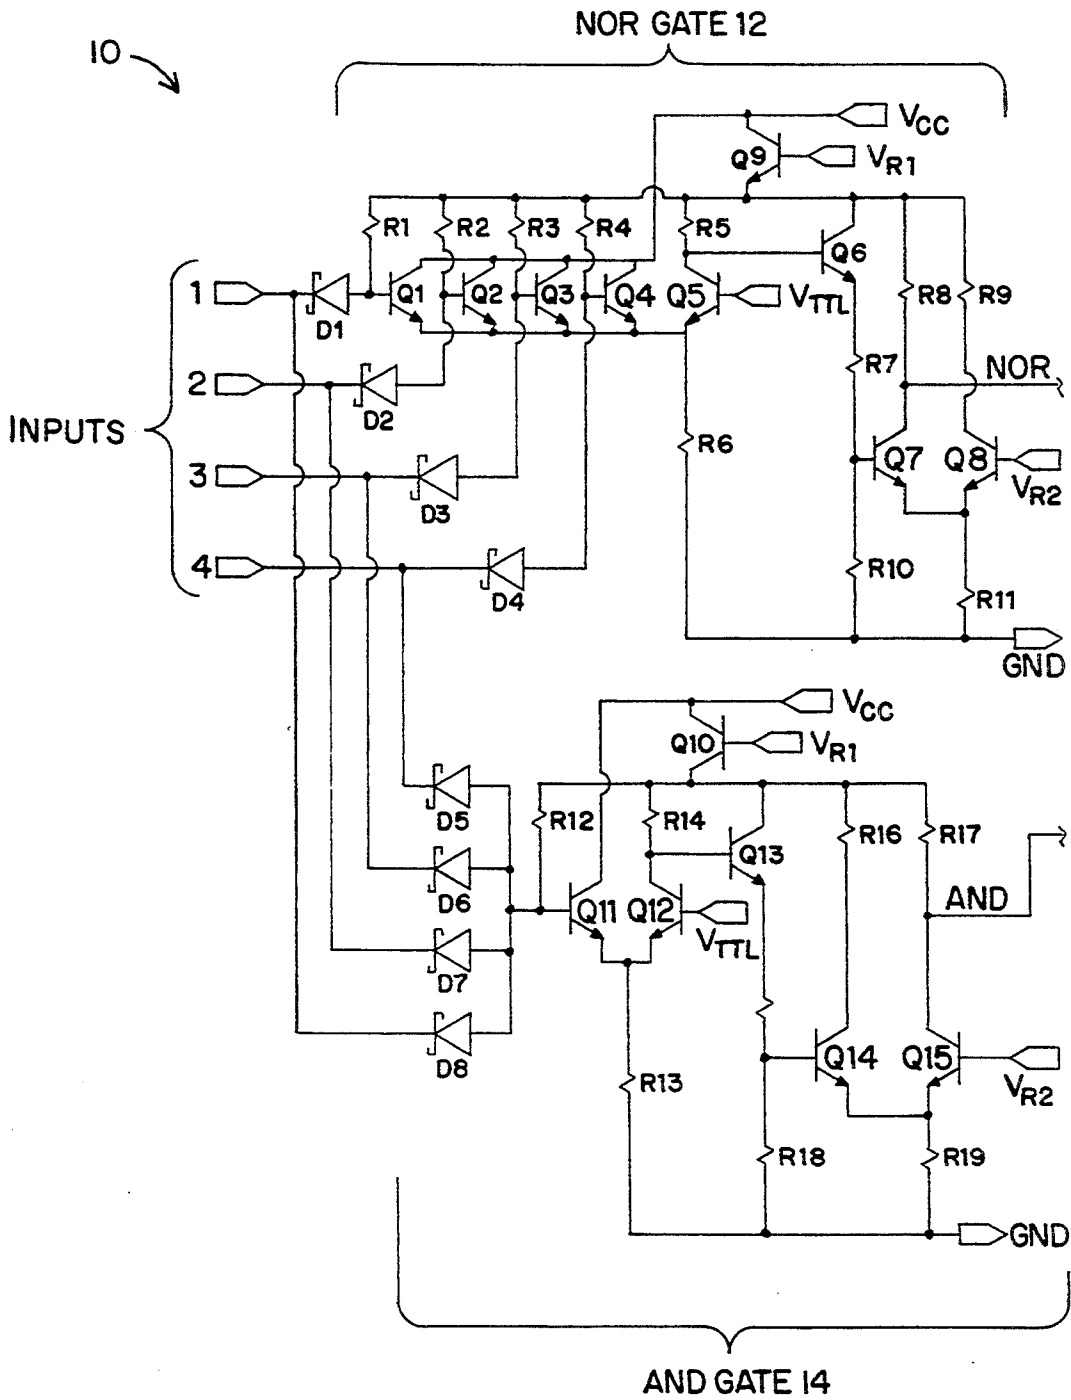 NOR GATE 12
10
VCC
Q9
VR1
R1
R2
R3
R4
R5
Q6
1
D1
Q1
Q2
Q3
Q4
Q5
VTTL
R8
R9
2
D2
R7
NOR
INPUTS
R6
Q7
Q8
3
D3
VR2
4
D4
R10
R11
GND
VCC
Q10
VR1
D5
R12
R14
Q13
R16
R17
D6
Q11
Q12
AND
VTTL
D7
D8
R13
Q14
Q15
VR2
R18
R19
GND
AND GATE 14